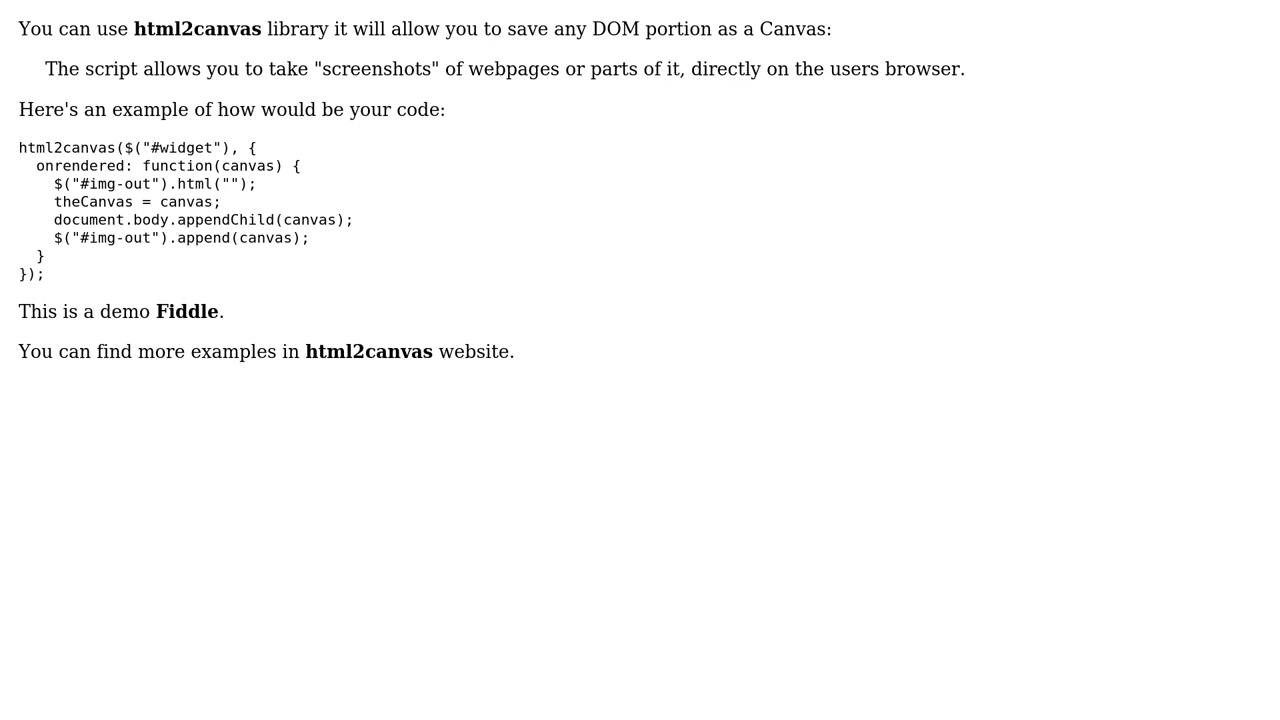 You can use html2canvas library it will allow you to save any DOM portion as a Canvas:
The script allows you to take "screenshots" of webpages or parts of it, directly on the users browser.
Here's an example of how would be your code:
html2canvas($("#widget"), {
  onrendered: function(canvas) {
    $("#img-out").html("");
    theCanvas = canvas;
    document.body.appendChild(canvas);
    $("#img-out").append(canvas);
  }
});
This is a demo Fiddle.
You can find more examples in html2canvas website.